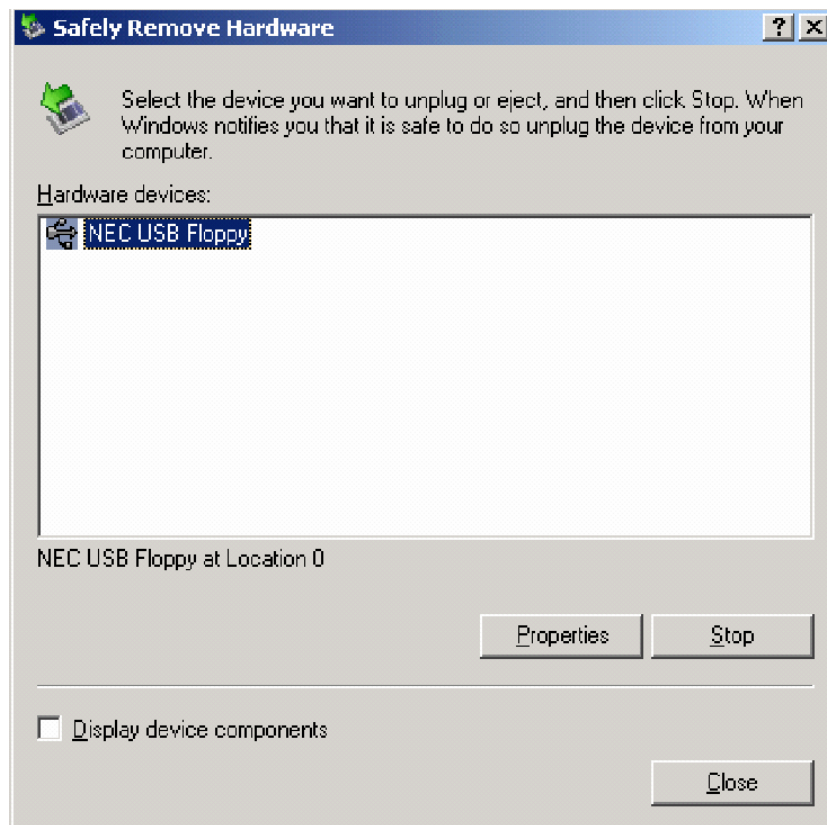 Safely Remove Hardware
Select the device you want to unplug or eject, and then click Stop. When
Windows notifies you that it is safe to do so unplug the device from your
computer.
Hardware devices:
NEC USB Floppy
NEC USB Floppy at Location 0
Properties Stop
Display device components
Close